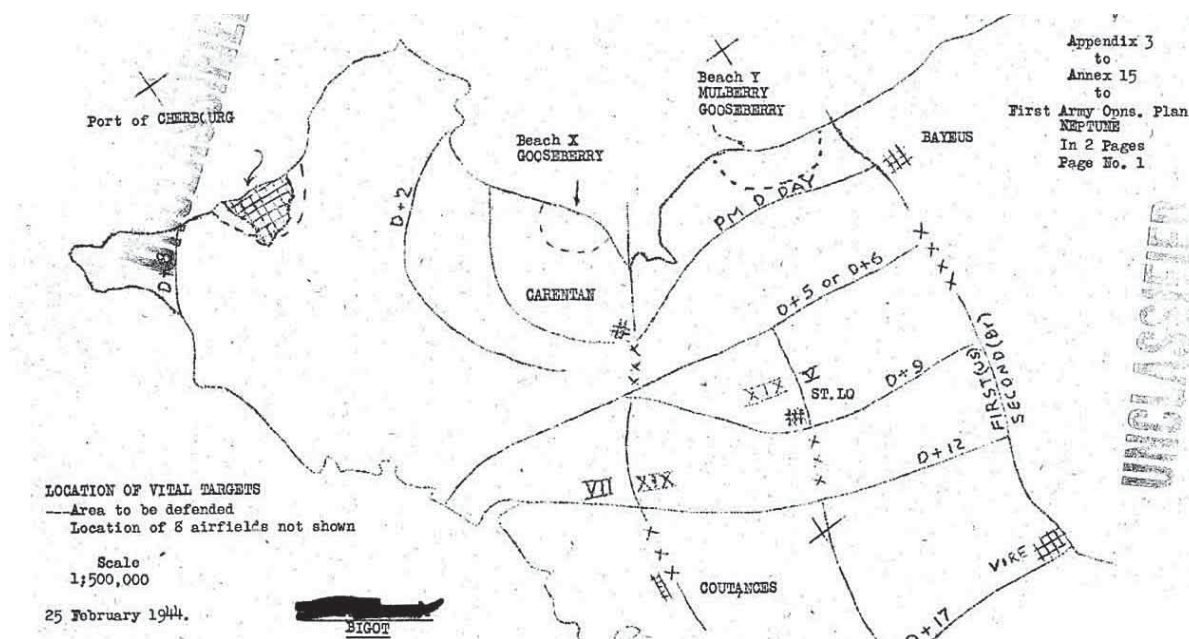 Appendix 3
to
Annex 15
to
First Army Opns. Plan
NEPTUNE
In 2 Pages
Page No. 1
Port of CHERBOURG
Beach X
GOOSEBERRY
Beach Y
MULBERRY
GOOSEBERRY
BAYEUS
PM D DAY
D+2
CARENTAN
D+5 or D+6
XIX V
ST.LO
D+9
FIRST(US)
SECOND(Br)
UNCLASSIFIED
D+12
VII XIX
COUTANCES
VIRE
D+17
LOCATION OF VITAL TARGETS
---Area to be defended
Location of 8 airfields not shown
Scale
1;500,000
25 February 1944.
BIGOT